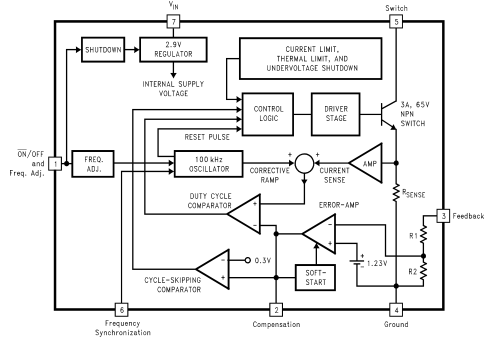 V_IN
7
Switch
5
SHUTDOWN
2.9V
REGULATOR
INTERNAL SUPPLY
VOLTAGE
CURRENT LIMIT,
THERMAL LIMIT, AND
UNDERVOLTAGE SHUTDOWN
CONTROL
LOGIC
DRIVER
STAGE
3A, 65V
NPN
SWITCH
RESET PULSE
ON/OFF
and
Freq. Adj.
1
FREQ.
ADJ.
100kHz
OSCILLATOR
CORRECTIVE
RAMP
+
+
CURRENT
SENSE
AMP
R_SENSE
DUTY CYCLE
COMPARATOR
+
-
ERROR-AMP
-
+
3
Feedback
R1
R2
+
-
1.23V
CYCLE-SKIPPING
COMPARATOR
-
+
0.3V
SOFT-
START
6
Frequency
Synchronization
2
Compensation
4
Ground